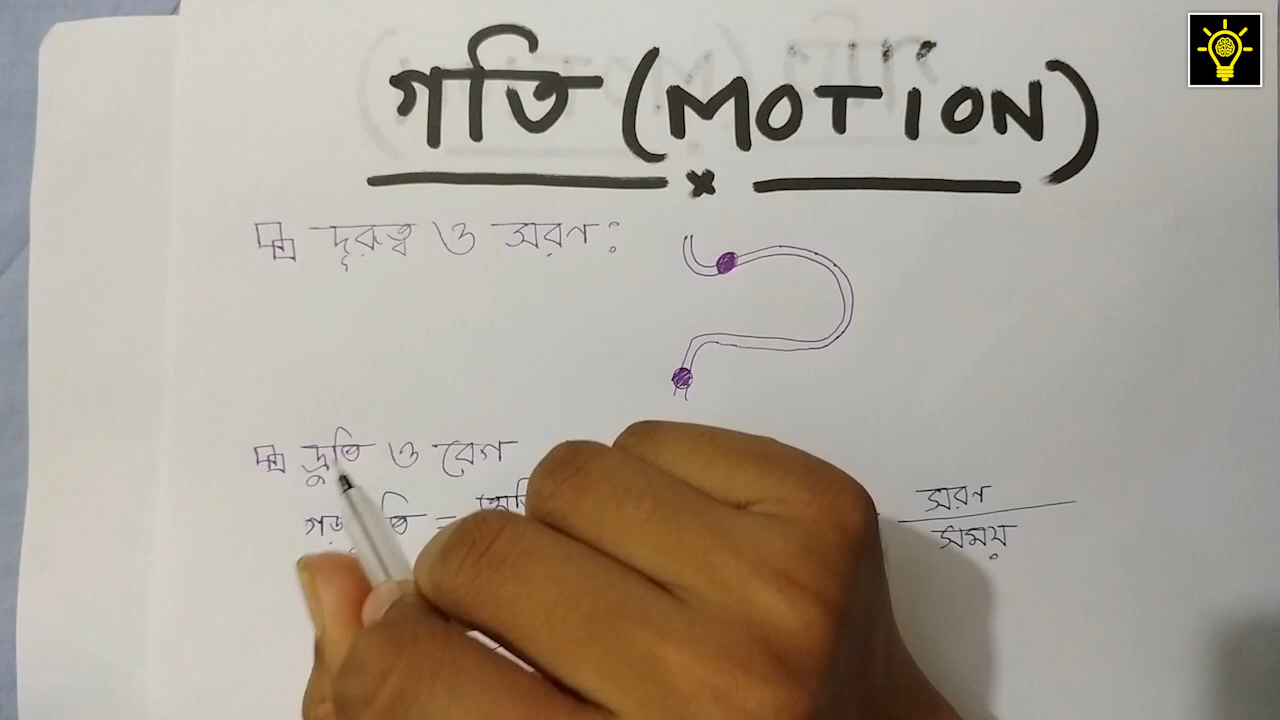 গতি (MOTION)
দূরত্ব ও সরণ:
দ্রুতি ও বেগ
=
সরণ
সময়